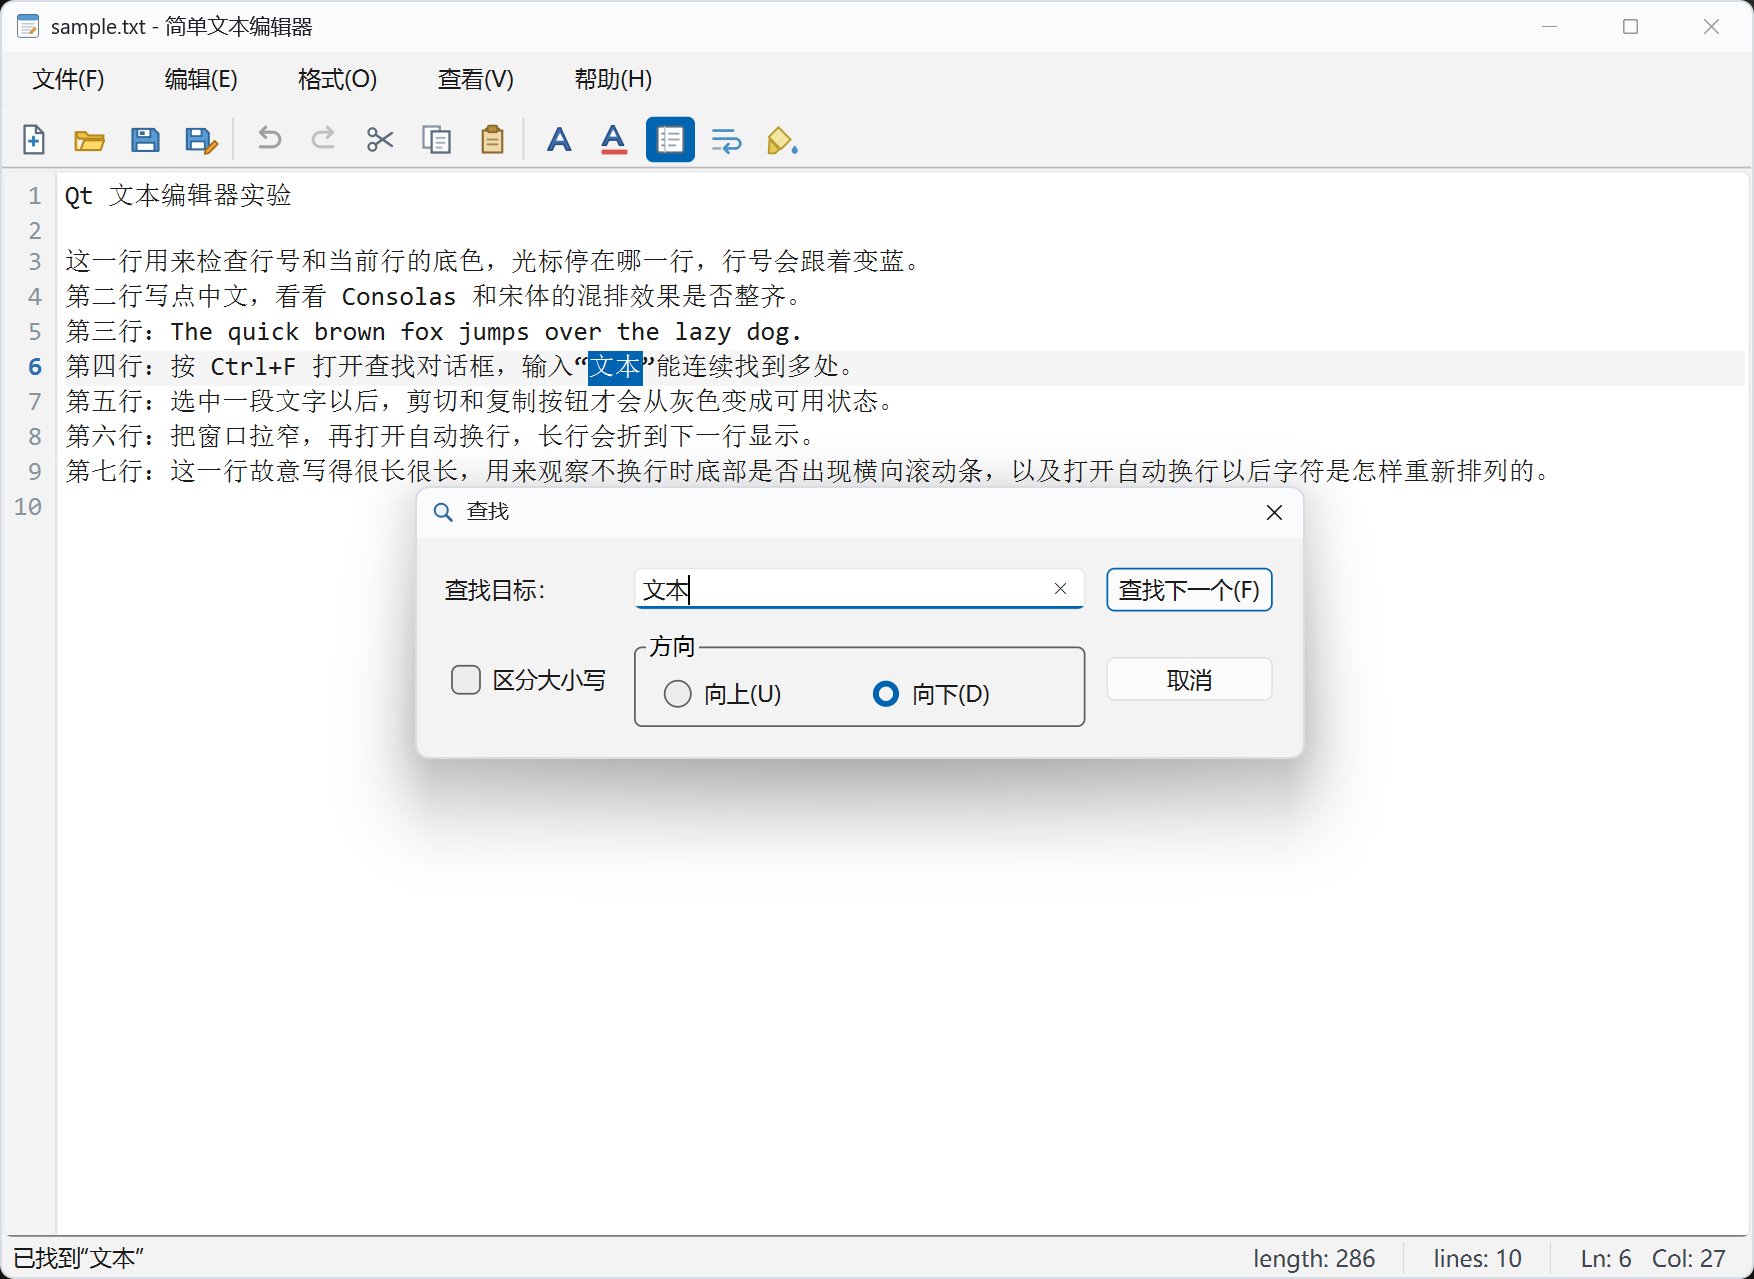 sample.txt - 简单文本编辑器
文件(F) 编辑(E) 格式(O) 查看(V) 帮助(H)
1 Qt 文本编辑器实验
2
3 这一行用来检查行号和当前行的底色，光标停在哪一行，行号会跟着变蓝。
4 第二行写点中文，看看 Consolas 和宋体的混排效果是否整齐。
5 第三行：The quick brown fox jumps over the lazy dog.
6 第四行：按 Ctrl+F 打开查找对话框，输入“文本”能连续找到多处。
7 第五行：选中一段文字以后，剪切和复制按钮才会从灰色变成可用状态。
8 第六行：把窗口拉窄，再打开自动换行，长行会折到下一行显示。
9 第七行：这一行故意写得很长很长，用来观察不换行时底部是否出现横向滚动条，以及打开自动换行以后字符是怎样重新排列的。
10
查找
查找目标： 文本 查找下一个(F)
方向
区分大小写 向上(U) 向下(D) 取消
已找到“文本” length: 286 lines: 10 Ln: 6 Col: 27